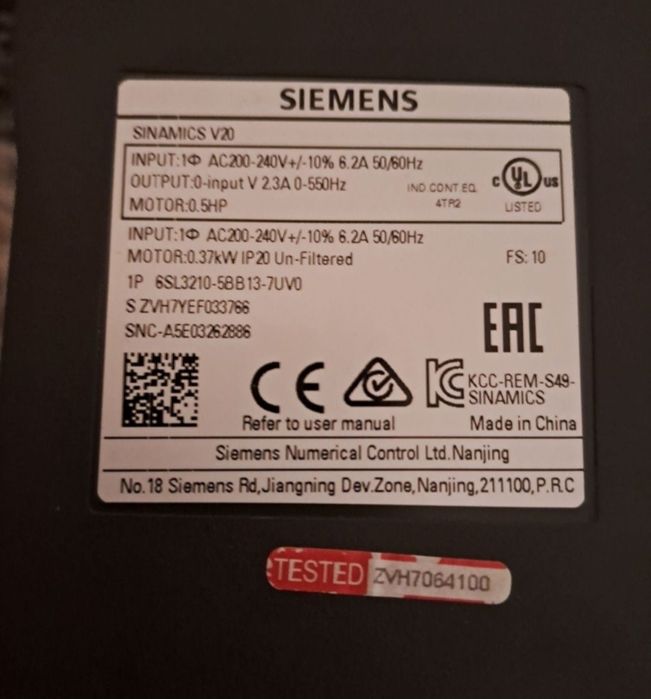 SIEMENS
SINAMICS V20
INPUT:1Φ AC200-240V+/-10% 6.2A 50/60Hz
OUTPUT:0-input V 2.3A 0-550Hz
MOTOR:0.5HP
IND.CONT.EQ.
4TR2
C UL US
LISTED
INPUT:1Φ AC200-240V+/-10% 6.2A 50/60Hz
MOTOR:0.37kW IP20 Un-Filtered
FS: 10
1P 6SL3210-5BB13-7UV0
S ZVH7YEF033766
SNC-A5E03262886
EAC
CE
KCC-REM-S49-
SINAMICS
Refer to user manual
Made in China
Siemens Numerical Control Ltd.Nanjing
No.18 Siemens Rd,Jiangning Dev.Zone,Nanjing,211100,P.R.C
TESTED ZVH7064100